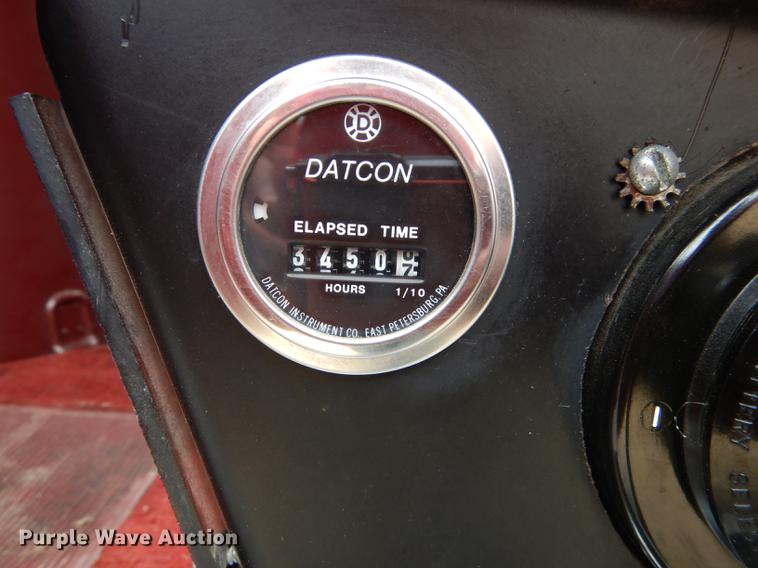 D
DATCON
ELAPSED TIME
3450
HOURS 1/10
DATCON INSTRUMENT CO. EAST PETERSBURG, PA.
Purple Wave Auction